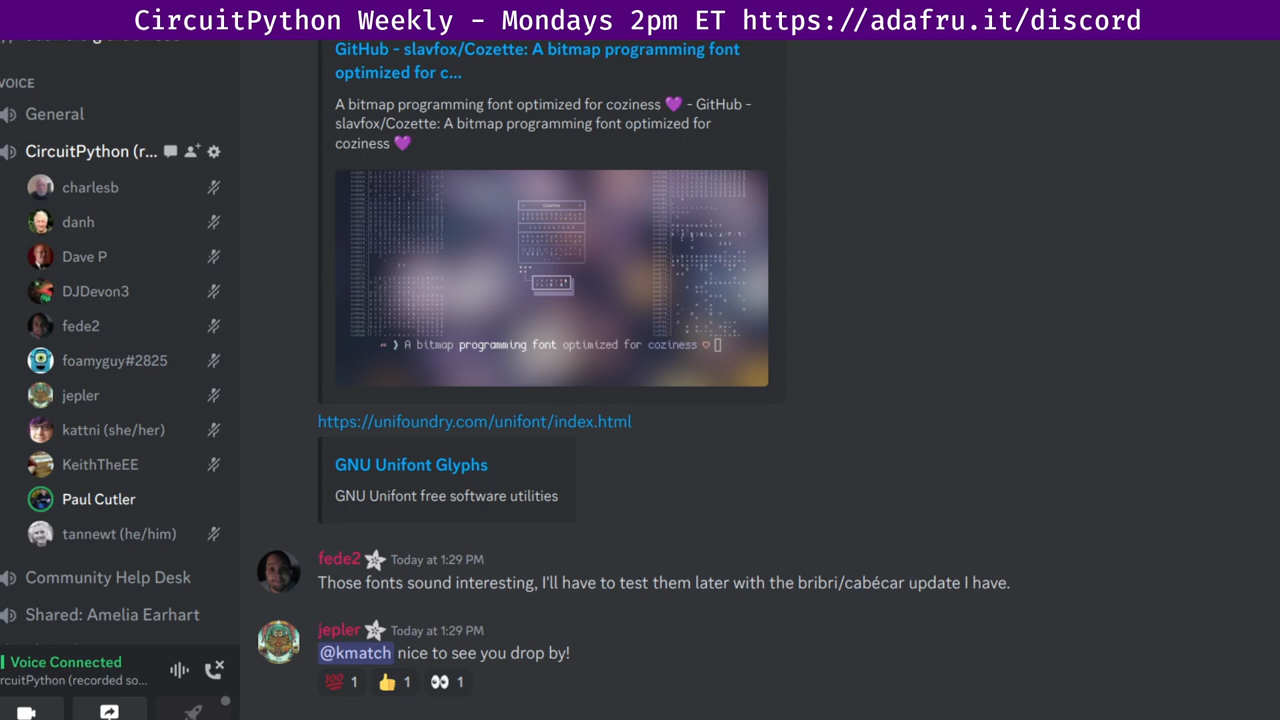 CircuitPython Weekly - Mondays 2pm ET https://adafru.it/discord
VOICE
General
CircuitPython (r...
charlesb
danh
Dave P
DJDevon3
fede2
foamyguy#2825
jepler
kattni (she/her)
KeithTheEE
Paul Cutler
tannewt (he/him)
Community Help Desk
Shared: Amelia Earhart
Voice Connected
rcuitPython (recorded so...
GitHub - slavfox/Cozette: A bitmap programming font
optimized for c...
A bitmap programming font optimized for coziness 💜 - GitHub -
slavfox/Cozette: A bitmap programming font optimized for
coziness 💜
Cozette
~ ❯ A bitmap programming font optimized for coziness ♡
https://unifoundry.com/unifont/index.html
GNU Unifont Glyphs
GNU Unifont free software utilities
fede2 Today at 1:29 PM
Those fonts sound interesting, I'll have to test them later with the bribri/cabécar update I have.
jepler Today at 1:29 PM
@kmatch nice to see you drop by!
💯 1 👍 1 👀 1